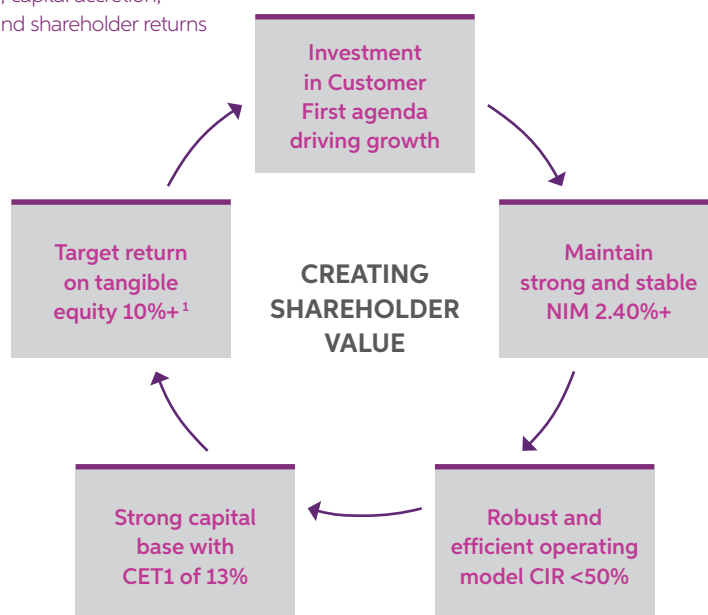 , capital accretion,
nd shareholder returns
Investment
in Customer
First agenda
driving growth
Target return
on tangible
equity 10%+ 1
CREATING
SHAREHOLDER
VALUE
Maintain
strong and stable
NIM 2.40%+
Strong capital
base with
CET1 of 13%
Robust and
efficient operating
model CIR <50%